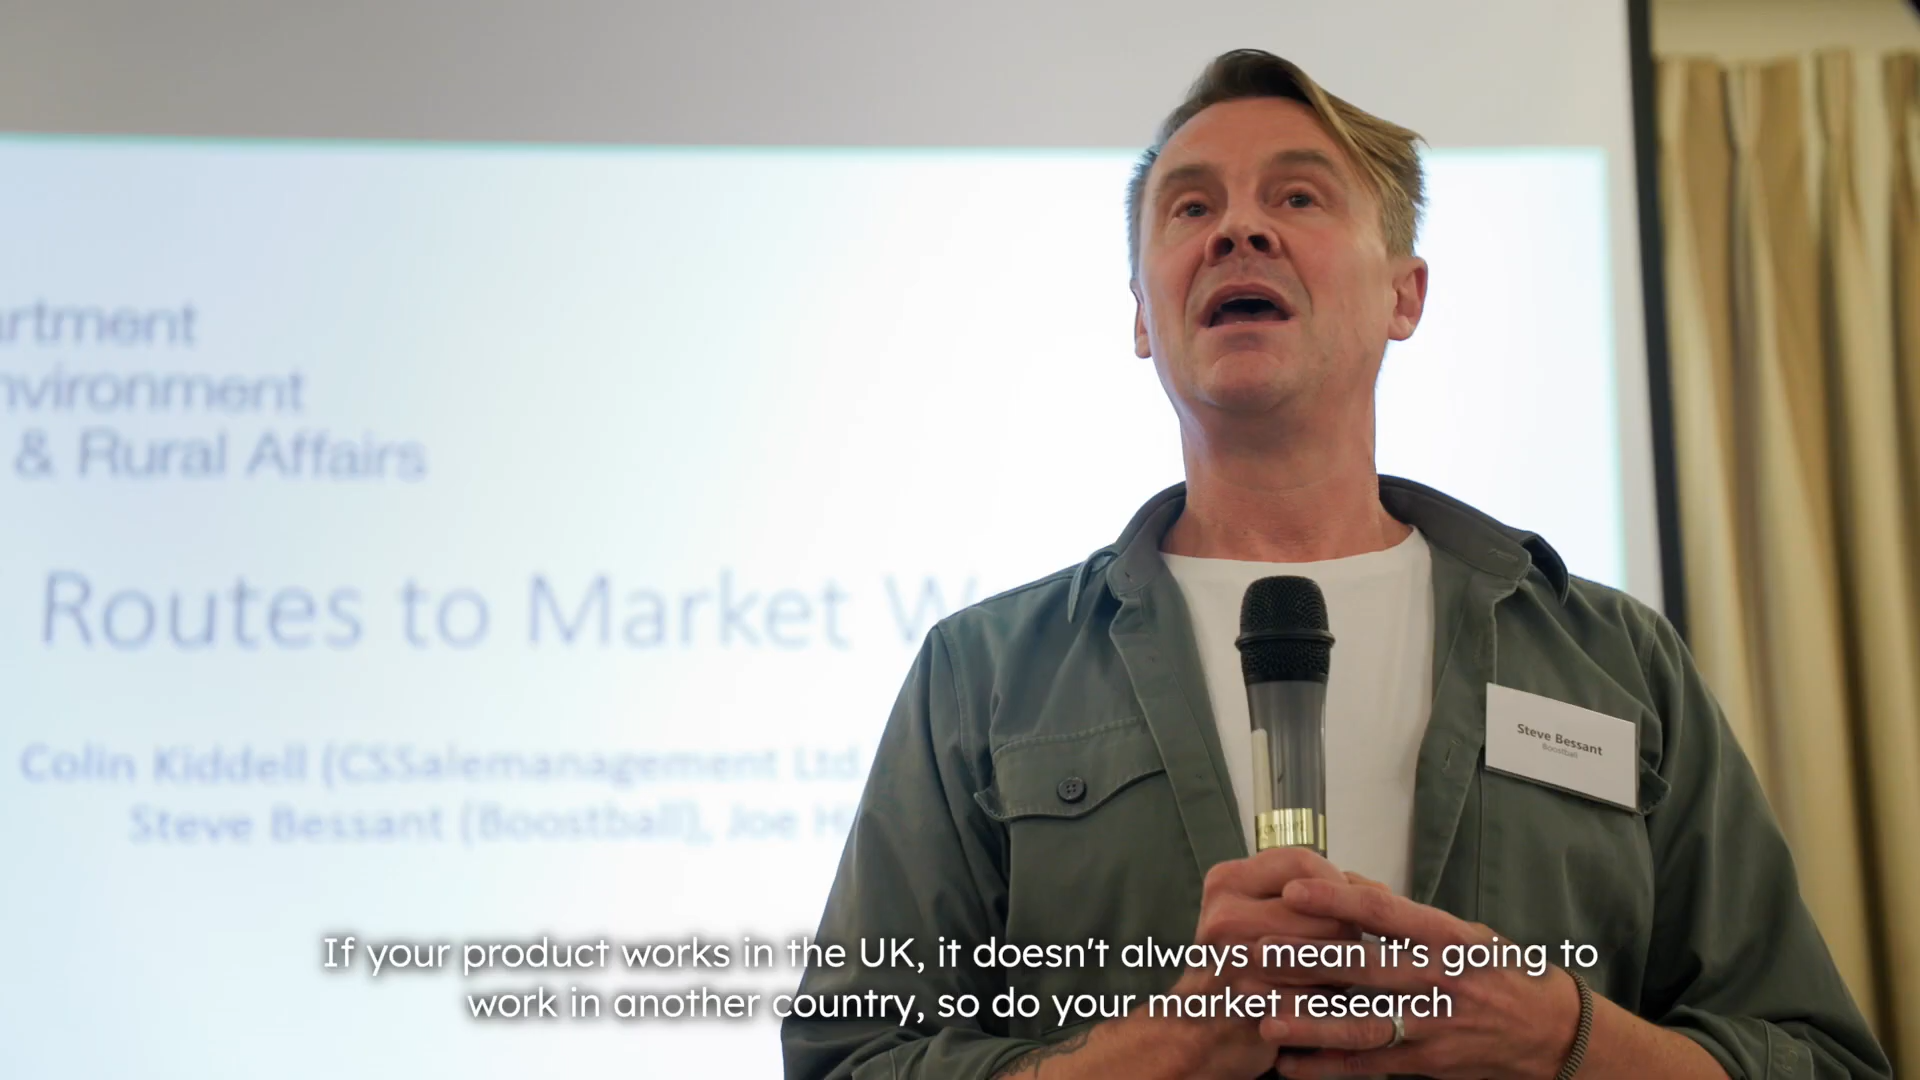 artment
nvironment
& Rural Affairs
Routes to Market W
Colin Kiddell (CSSalemanagement Ltd
Steve Bessant (Boostball), Joe H
Steve Bessant
Boostball
If your product works in the UK, it doesn't always mean it's going to
work in another country, so do your market research